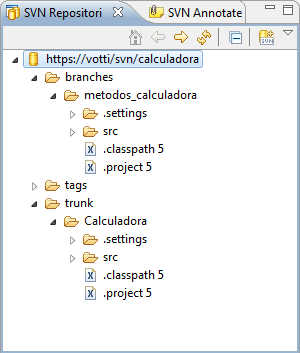 SVN Repositori SVN Annotate
SVN
https://votti/svn/calculadora
branches
metodos_calculadora
.settings
src
.classpath 5
.project 5
tags
trunk
Calculadora
.settings
src
.classpath 5
.project 5